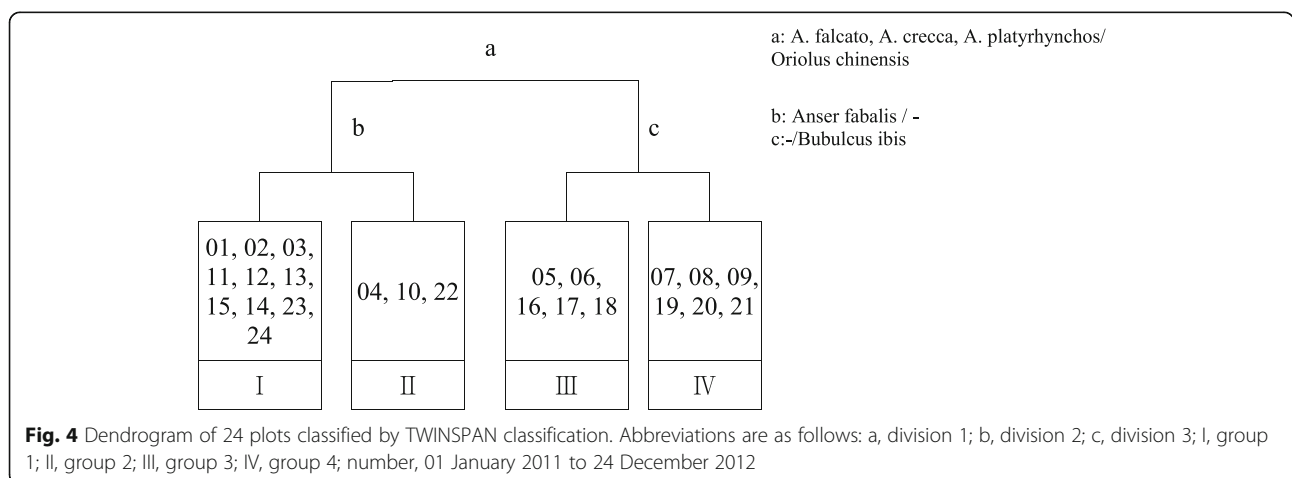 a
a: A. falcato, A. crecca, A. platyrhynchos/
Oriolus chinensis
b
c
b: Anser fabalis / -
c:-/Bubulcus ibis
01, 02, 03,
11, 12, 13,
15, 14, 23,
24
I
04, 10, 22
II
05, 06,
16, 17, 18
III
07, 08, 09,
19, 20, 21
IV
Fig. 4 Dendrogram of 24 plots classified by TWINSPAN classification. Abbreviations are as follows: a, division 1; b, division 2; c, division 3; I, group
1; II, group 2; III, group 3; IV, group 4; number, 01 January 2011 to 24 December 2012